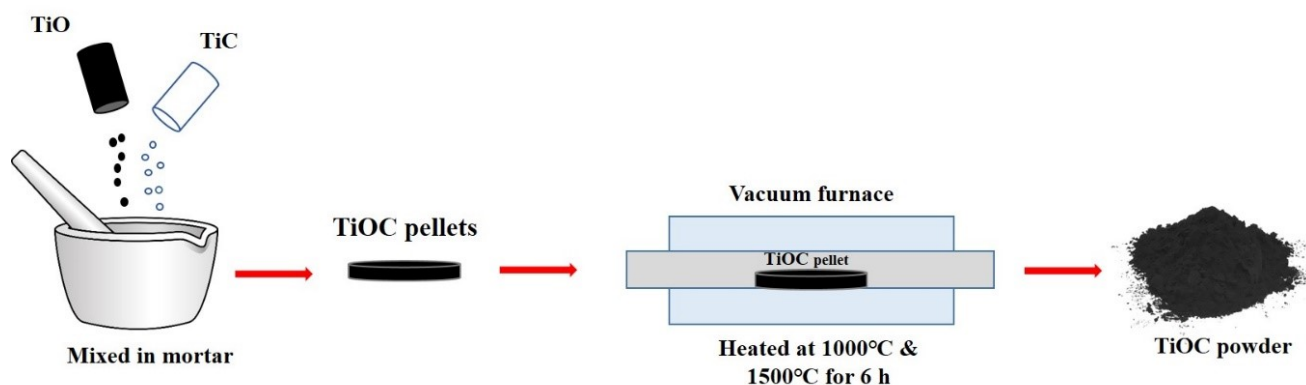 TiO
TiC
Mixed in mortar
TiOC pellets
Vacuum furnace
TiOC pellet
Heated at 1000℃ &
1500℃ for 6 h
TiOC powder